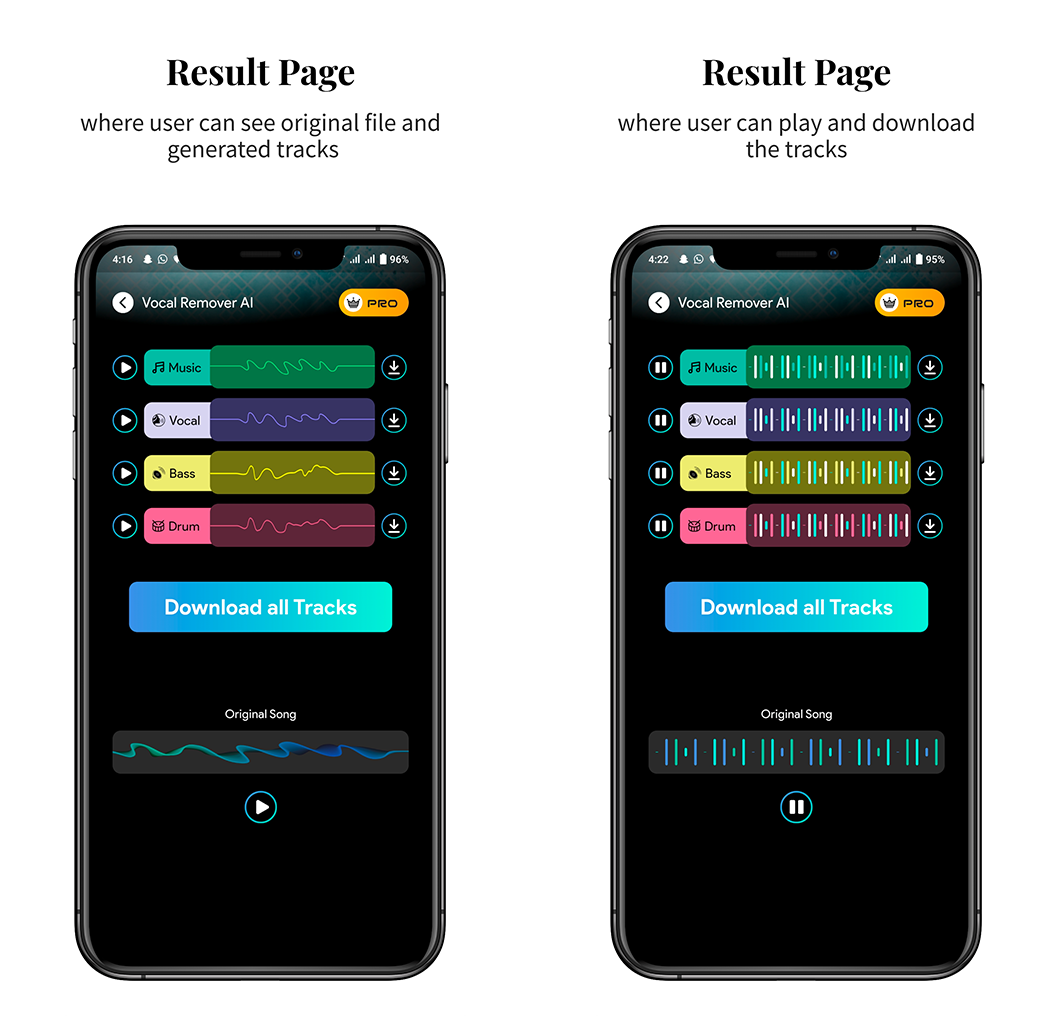 Result Page
where user can see original file and
generated tracks
4:16
96%
Vocal Remover AI
PRO
Music
Vocal
Bass
Drum
Download all Tracks
Original Song
Result Page
where user can play and download
the tracks
4:22
95%
Vocal Remover AI
PRO
Music
Vocal
Bass
Drum
Download all Tracks
Original Song